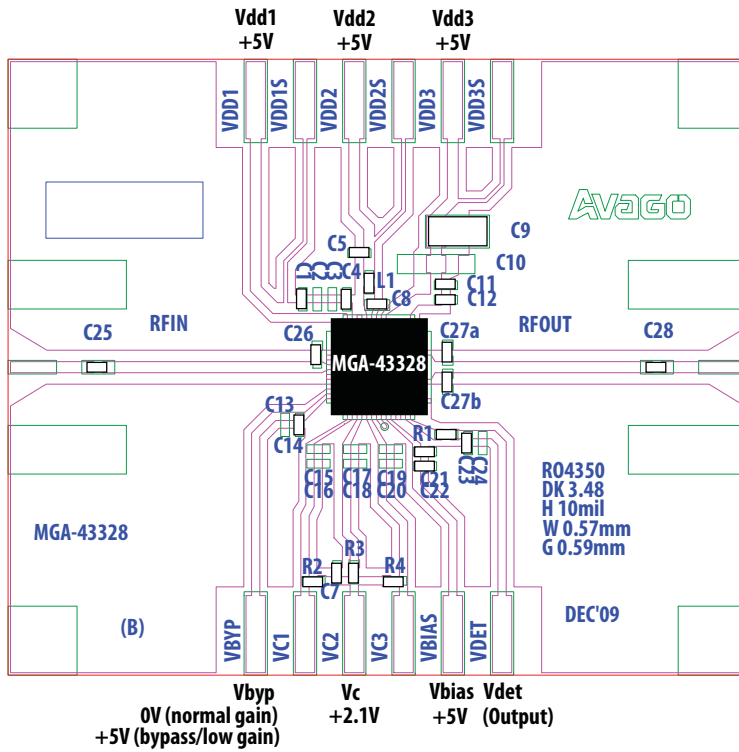 Vdd1
+5V
Vdd2
+5V
Vdd3
+5V
VDD1
VDD1S
VDD2
VDD2S
VDD3
VDD3S
AVAGO
C9
C5
C10
C2
C3
C4
L1
C11
C8
C12
RFIN
C26
C27a
RFOUT
C25
C28
MGA-43328
C27b
C13
C14
R1
C23
C24
C15
C16
C17
C18
C19
C20
C21
C22
RO4350
DK 3.48
H 10mil
W 0.57mm
G 0.59mm
MGA-43328
R2
R3
R4
C7
(B)
DEC'09
VBYP
VC1
VC2
VC3
VBIAS
VDET
Vbyp
0V (normal gain)
+5V (bypass/low gain)
Vc
+2.1V
Vbias
+5V
Vdet
(Output)